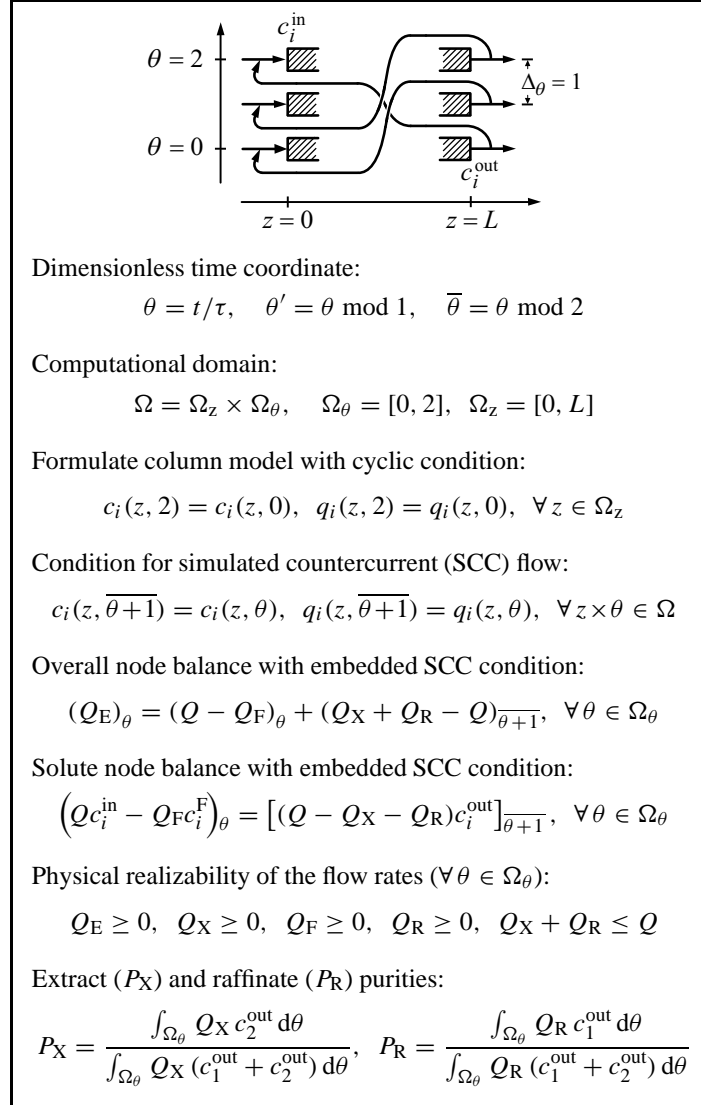 c_i^in
θ = 2
Δ_θ = 1
θ = 0
c_i^out
z = 0
z = L
Dimensionless time coordinate:
θ = t/τ, θ′ = θ mod 1, \overline{θ} = θ mod 2
Computational domain:
Ω = Ω_z × Ω_θ, Ω_θ = [0, 2], Ω_z = [0, L]
Formulate column model with cyclic condition:
c_i(z, 2) = c_i(z, 0), q_i(z, 2) = q_i(z, 0), ∀ z ∈ Ω_z
Condition for simulated countercurrent (SCC) flow:
c_i(z, \overline{θ+1}) = c_i(z, θ), q_i(z, \overline{θ+1}) = q_i(z, θ), ∀ z×θ ∈ Ω
Overall node balance with embedded SCC condition:
(Q_E)_θ = (Q − Q_F)_θ + (Q_X + Q_R − Q)_{\overline{θ+1}}, ∀ θ ∈ Ω_θ
Solute node balance with embedded SCC condition:
(Qc_i^in − Q_F c_i^F)_θ = [(Q − Q_X − Q_R)c_i^out]_{\overline{θ+1}}, ∀ θ ∈ Ω_θ
Physical realizability of the flow rates (∀ θ ∈ Ω_θ):
Q_E ≥ 0, Q_X ≥ 0, Q_F ≥ 0, Q_R ≥ 0, Q_X + Q_R ≤ Q
Extract (P_X) and raffinate (P_R) purities:
P_X = \frac{∫_{Ω_θ} Q_X c_2^out dθ}{∫_{Ω_θ} Q_X (c_1^out + c_2^out) dθ}, P_R = \frac{∫_{Ω_θ} Q_R c_1^out dθ}{∫_{Ω_θ} Q_R (c_1^out + c_2^out) dθ}